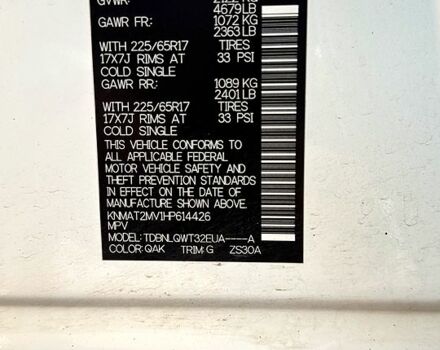 GVWR: 2122 KG
4679LB
GAWR FR: 1072 KG
2363 LB
WITH 225/65R17 TIRES
17X7J RIMS AT 33 PSI
COLD SINGLE
GAWR RR: 1089 KG
2401LB
WITH 225/65R17 TIRES
17X7J RIMS AT 33 PSI
COLD SINGLE
THIS VEHICLE CONFORMS TO
ALL APPLICABLE FEDERAL
MOTOR VEHICLE SAFETY AND
THEFT PREVENTION STANDARDS
IN EFFECT ON THE DATE OF
MANUFACTURE SHOWN ABOVE.
KNMAT2MV1HP614426
MPV
MODEL: TDBNLQWT32EUA----A
COLOR: QAK TRIM: G ZS30A